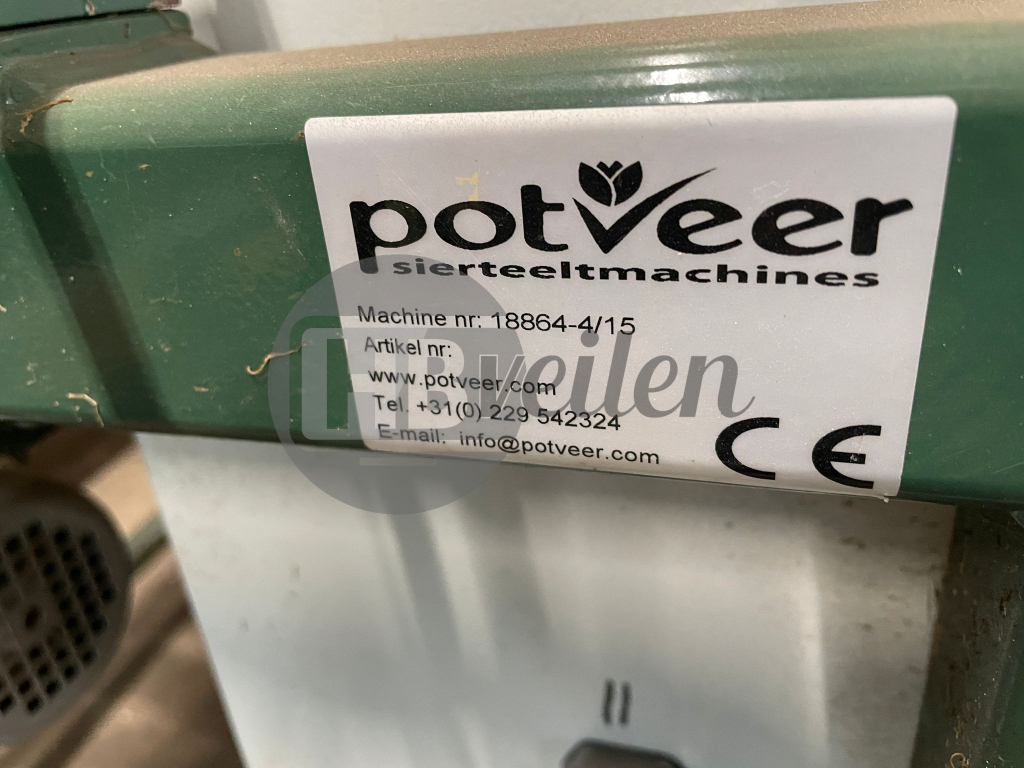 potveer
sierteeltmachines
Machine nr: 18864-4/15
Artikel nr:
www.potveer.com
Tel. +31(0) 229 542324
E-mail: info@potveer.com
CE
HBveilen